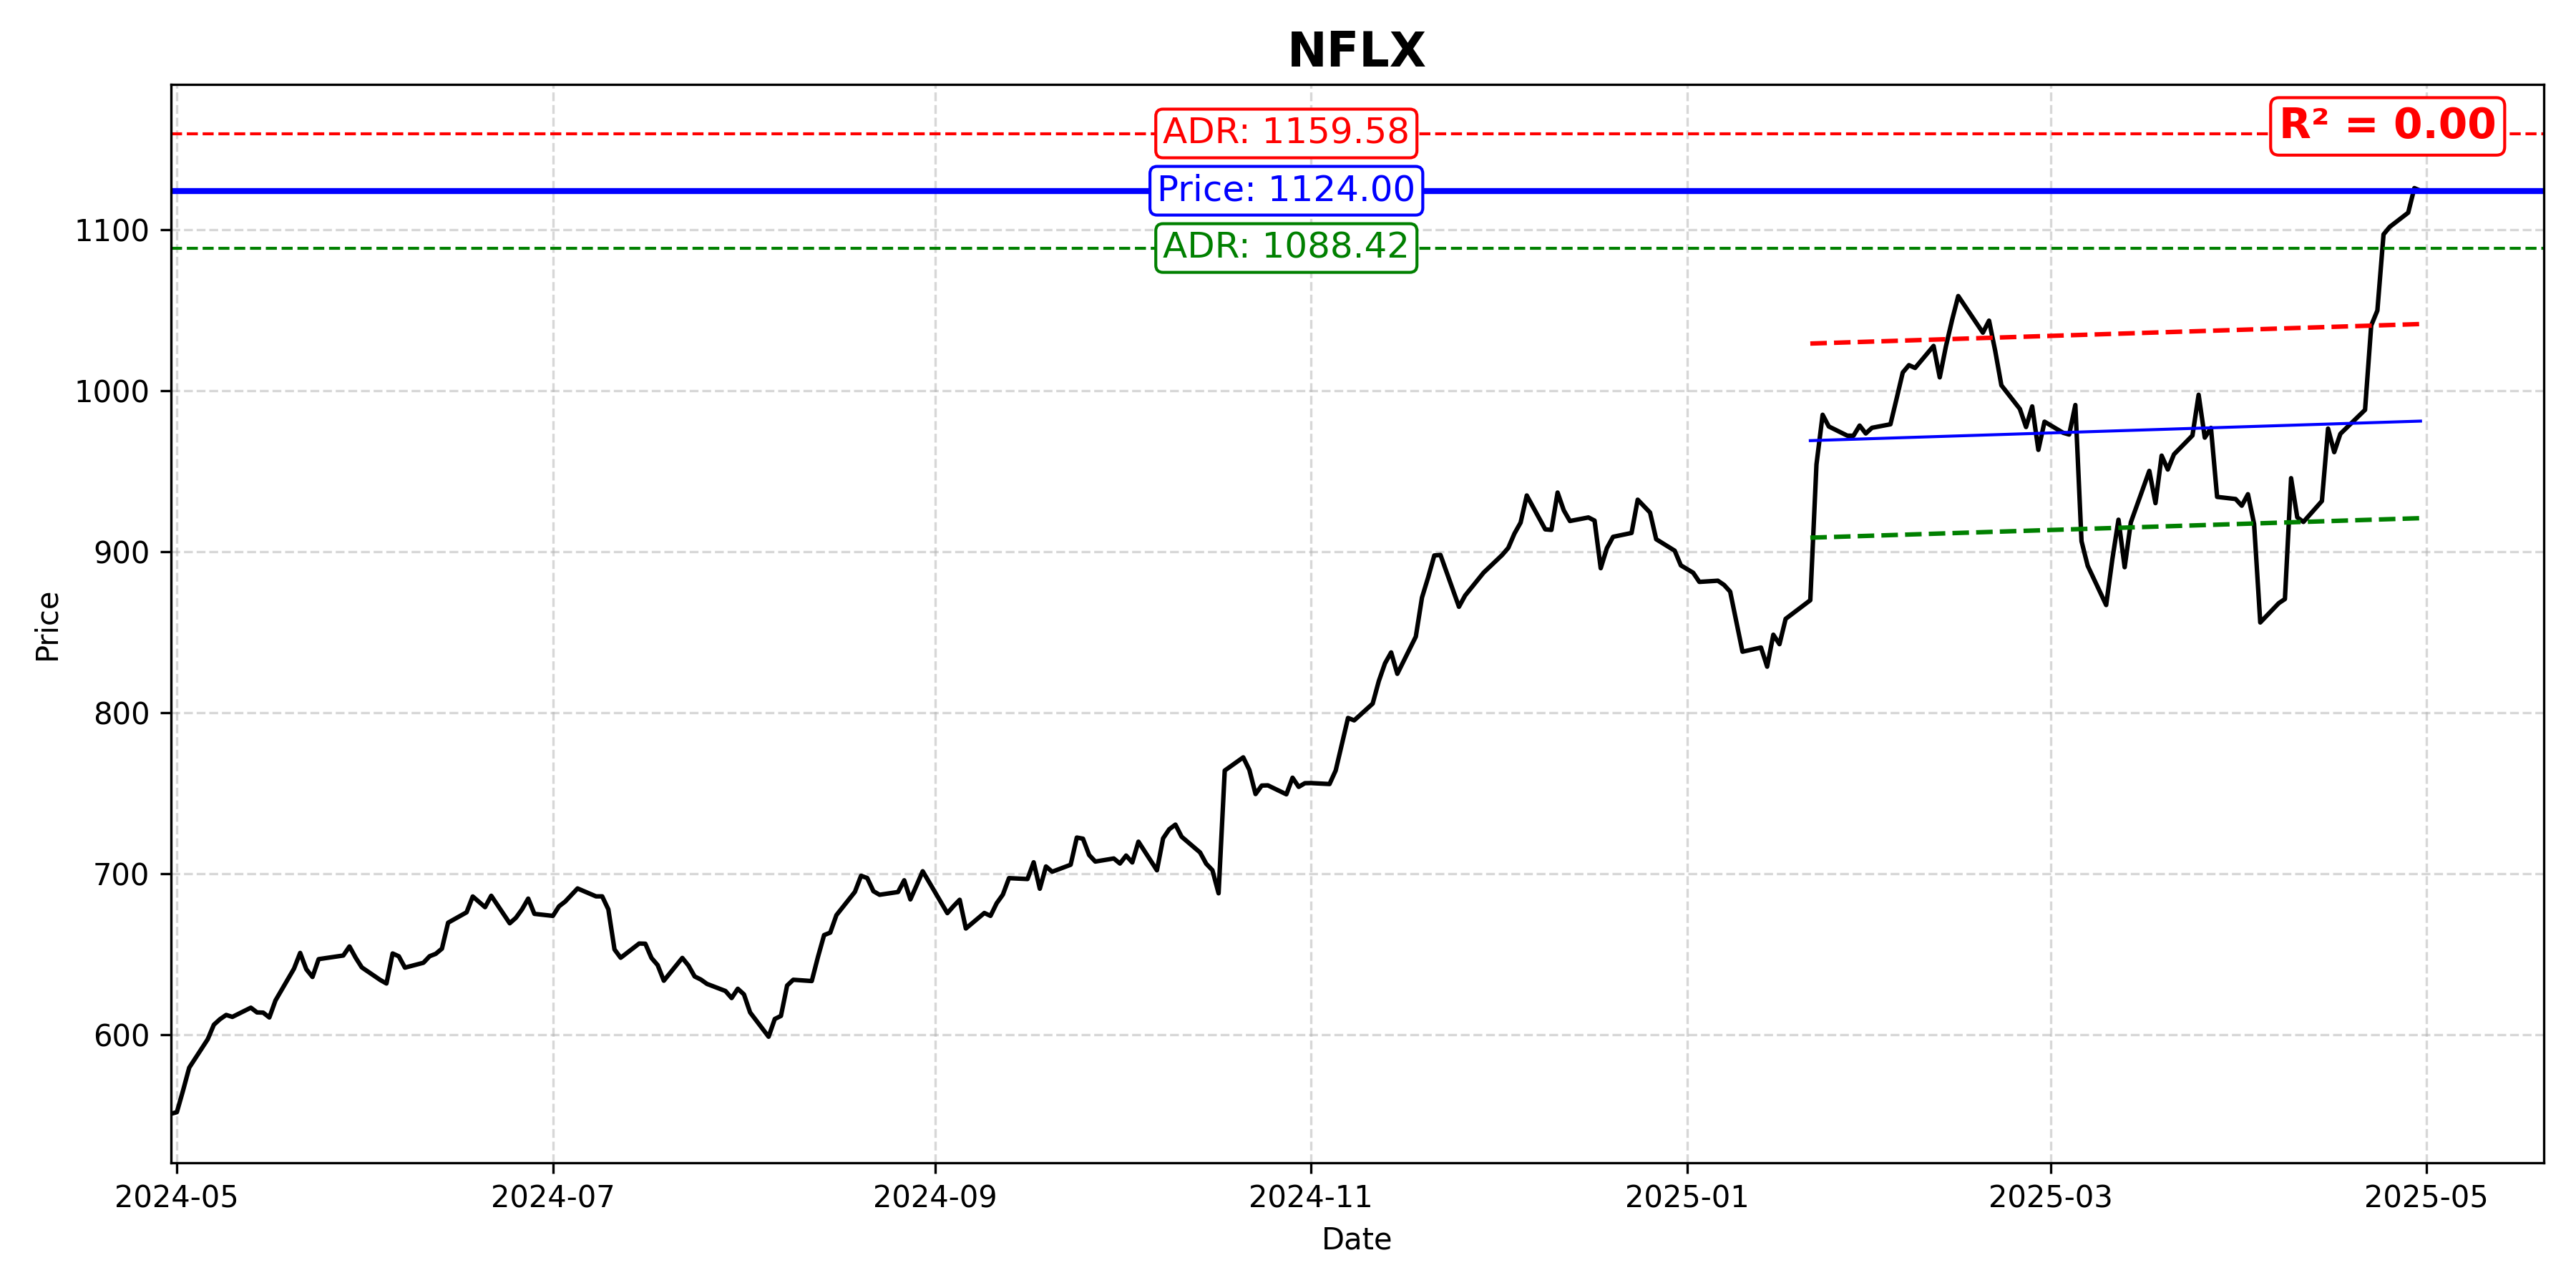 NFLX
ADR: 1159.58
R² = 0.00
Price: 1124.00
ADR: 1088.42
1100
1000
900
800
700
600
Price
2024-05
2024-07
2024-09
2024-11
2025-01
2025-03
2025-05
Date